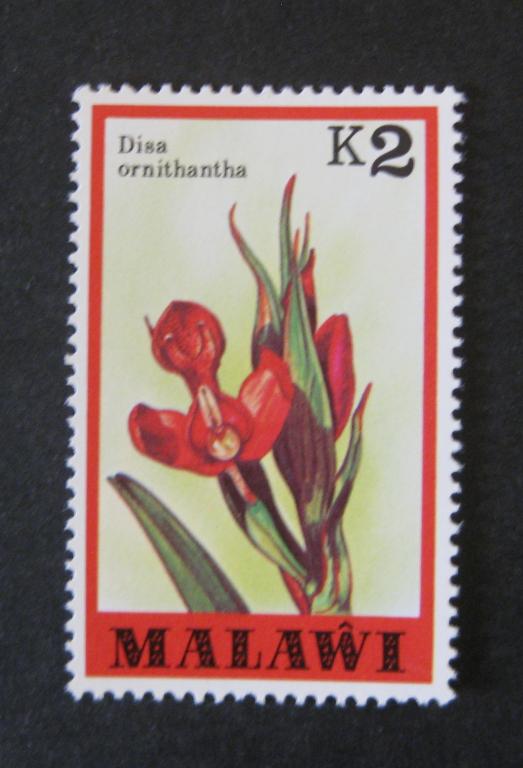 Disa
ornithantha
K2
MALAŴI